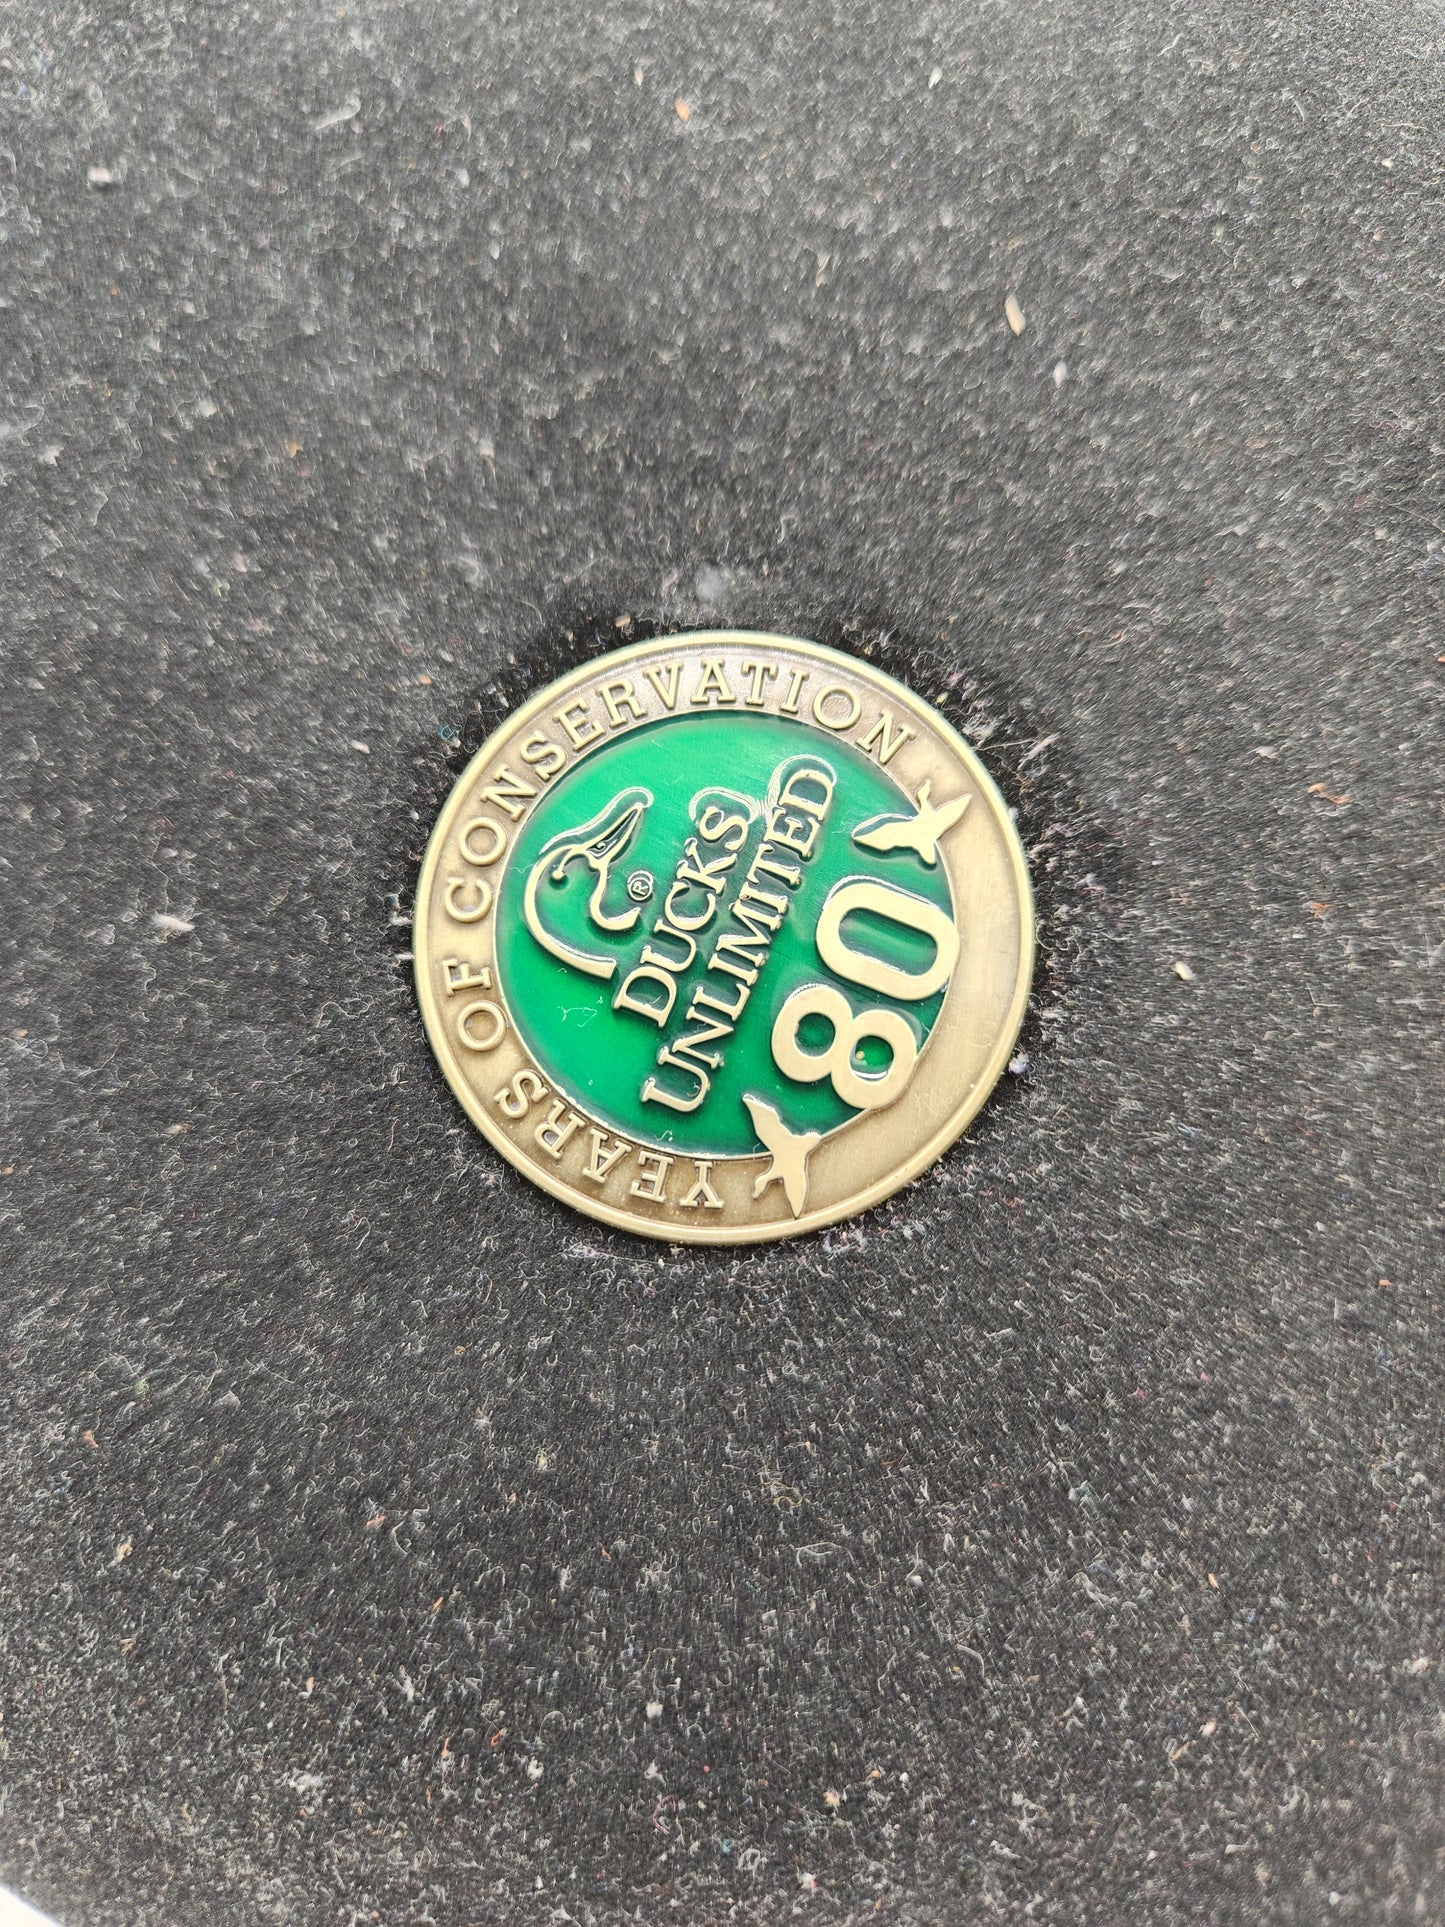 YEARS OF CONSERVATION
®
DUCKS
UNLIMITED
80